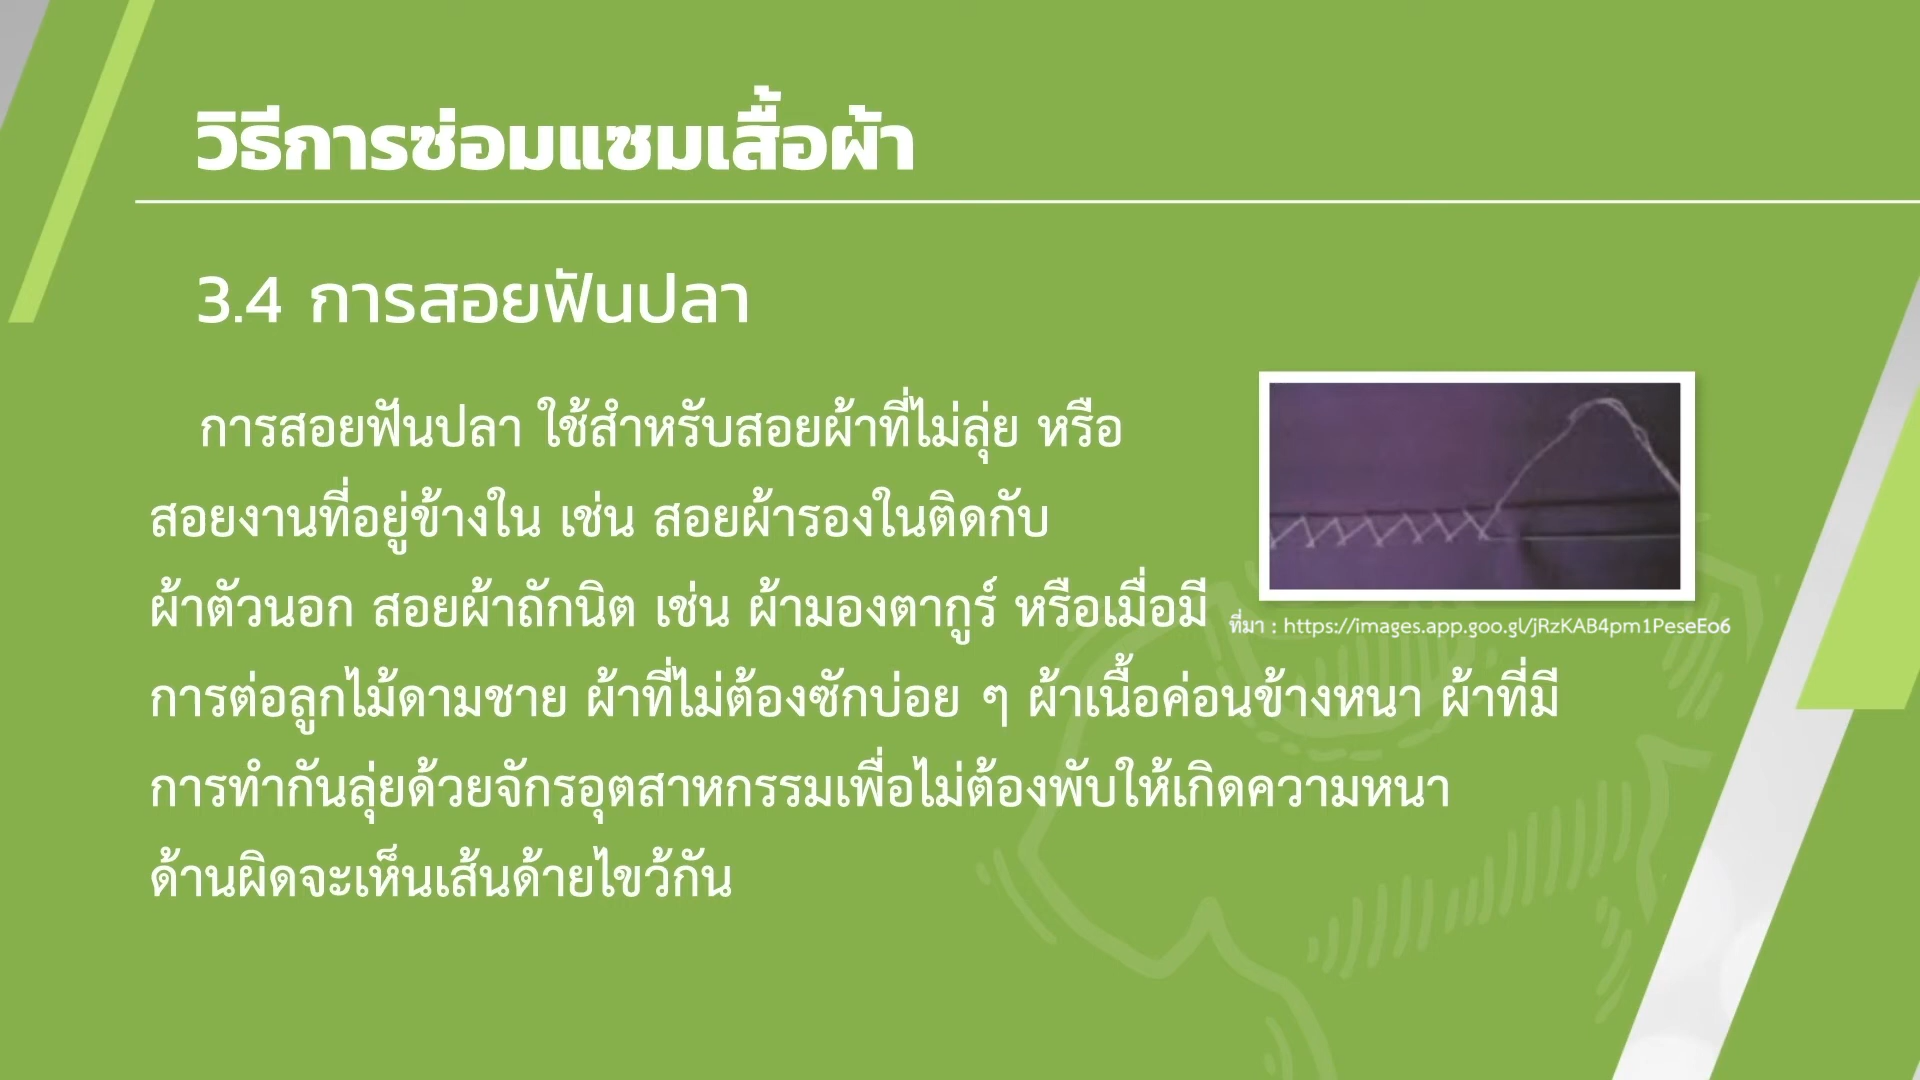 วิธีการซ่อมแซมเสื้อผ้า
3.4 การสอยฟันปลา
การสอยฟันปลา ใช้สำหรับสอยผ้าที่ไม่ลุ่ย หรือ
สอยงานที่อยู่ข้างใน เช่น สอยผ้ารองในติดกับ
ผ้าตัวนอก สอยผ้าถักนิต เช่น ผ้ามองตากูร์ หรือเมื่อมี
ที่มา : https://images.app.goo.gl/jRzKAB4pm1PeseEo6
การต่อลูกไม้ดามชาย ผ้าที่ไม่ต้องซักบ่อย ๆ ผ้าเนื้อค่อนข้างหนา ผ้าที่มี
การทำกันลุ่ยด้วยจักรอุตสาหกรรมเพื่อไม่ต้องพับให้เกิดความหนา
ด้านผิดจะเห็นเส้นด้ายไขว้กัน